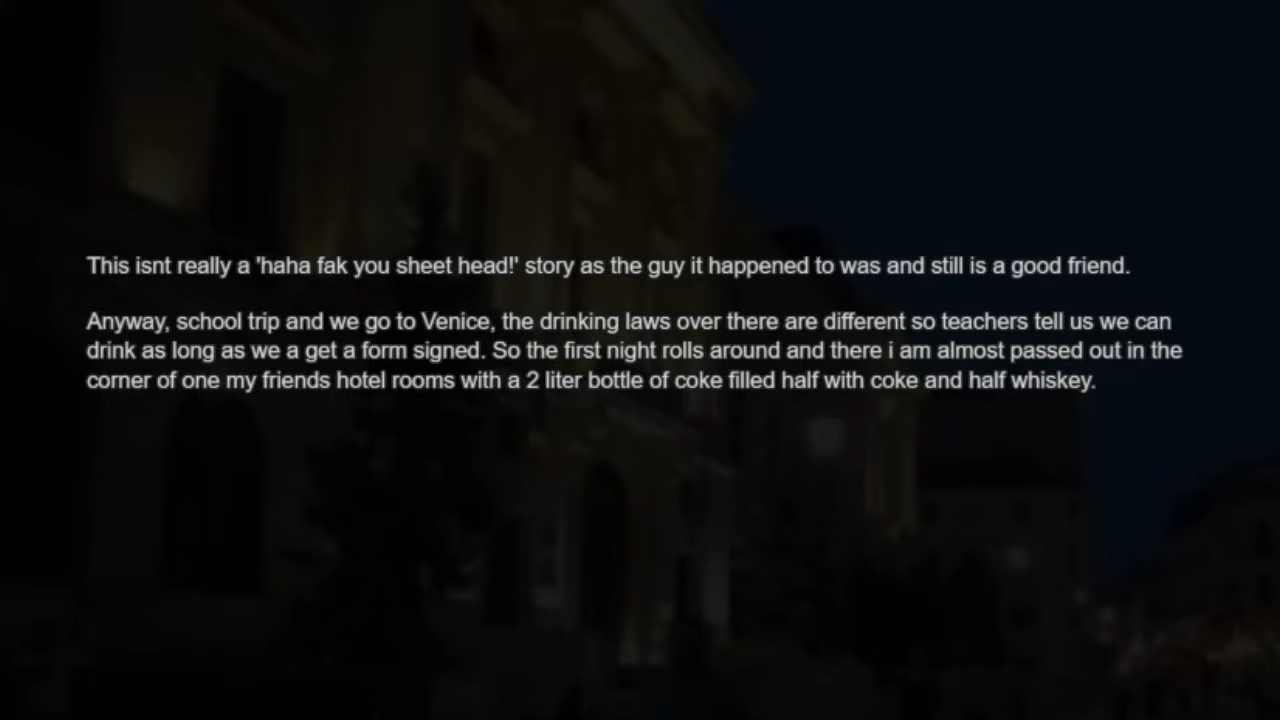 This isnt really a 'haha fak you sheet head!' story as the guy it happened to was and still is a good friend.
Anyway, school trip and we go to Venice, the drinking laws over there are different so teachers tell us we can
drink as long as we a get a form signed. So the first night rolls around and there i am almost passed out in the
corner of one my friends hotel rooms with a 2 liter bottle of coke filled half with coke and half whiskey.